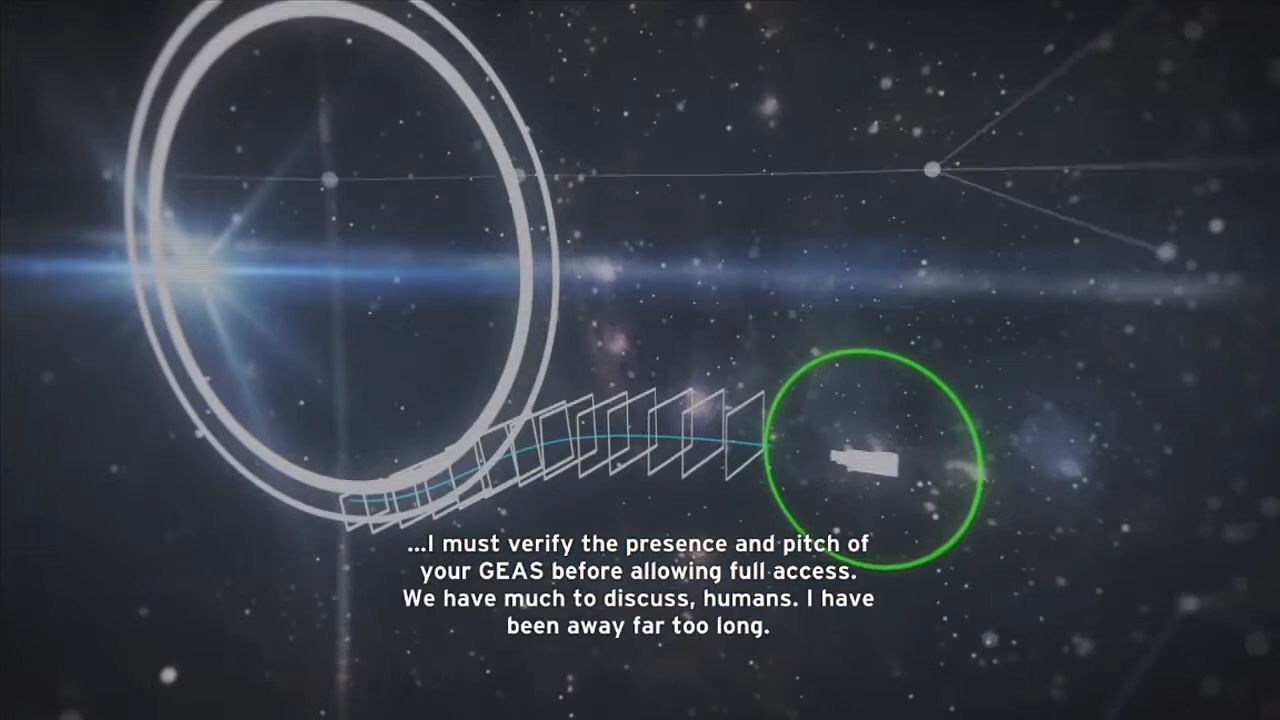 ...I must verify the presence and pitch of
your GEAS before allowing full access.
We have much to discuss, humans. I have
been away far too long.